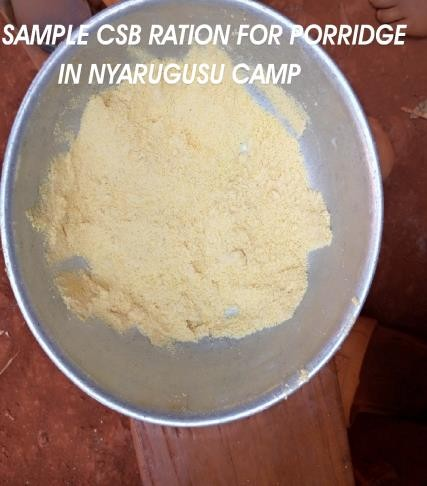 SAMPLE CSB RATION FOR PORRIDGE
IN NYARUGUSU CAMP